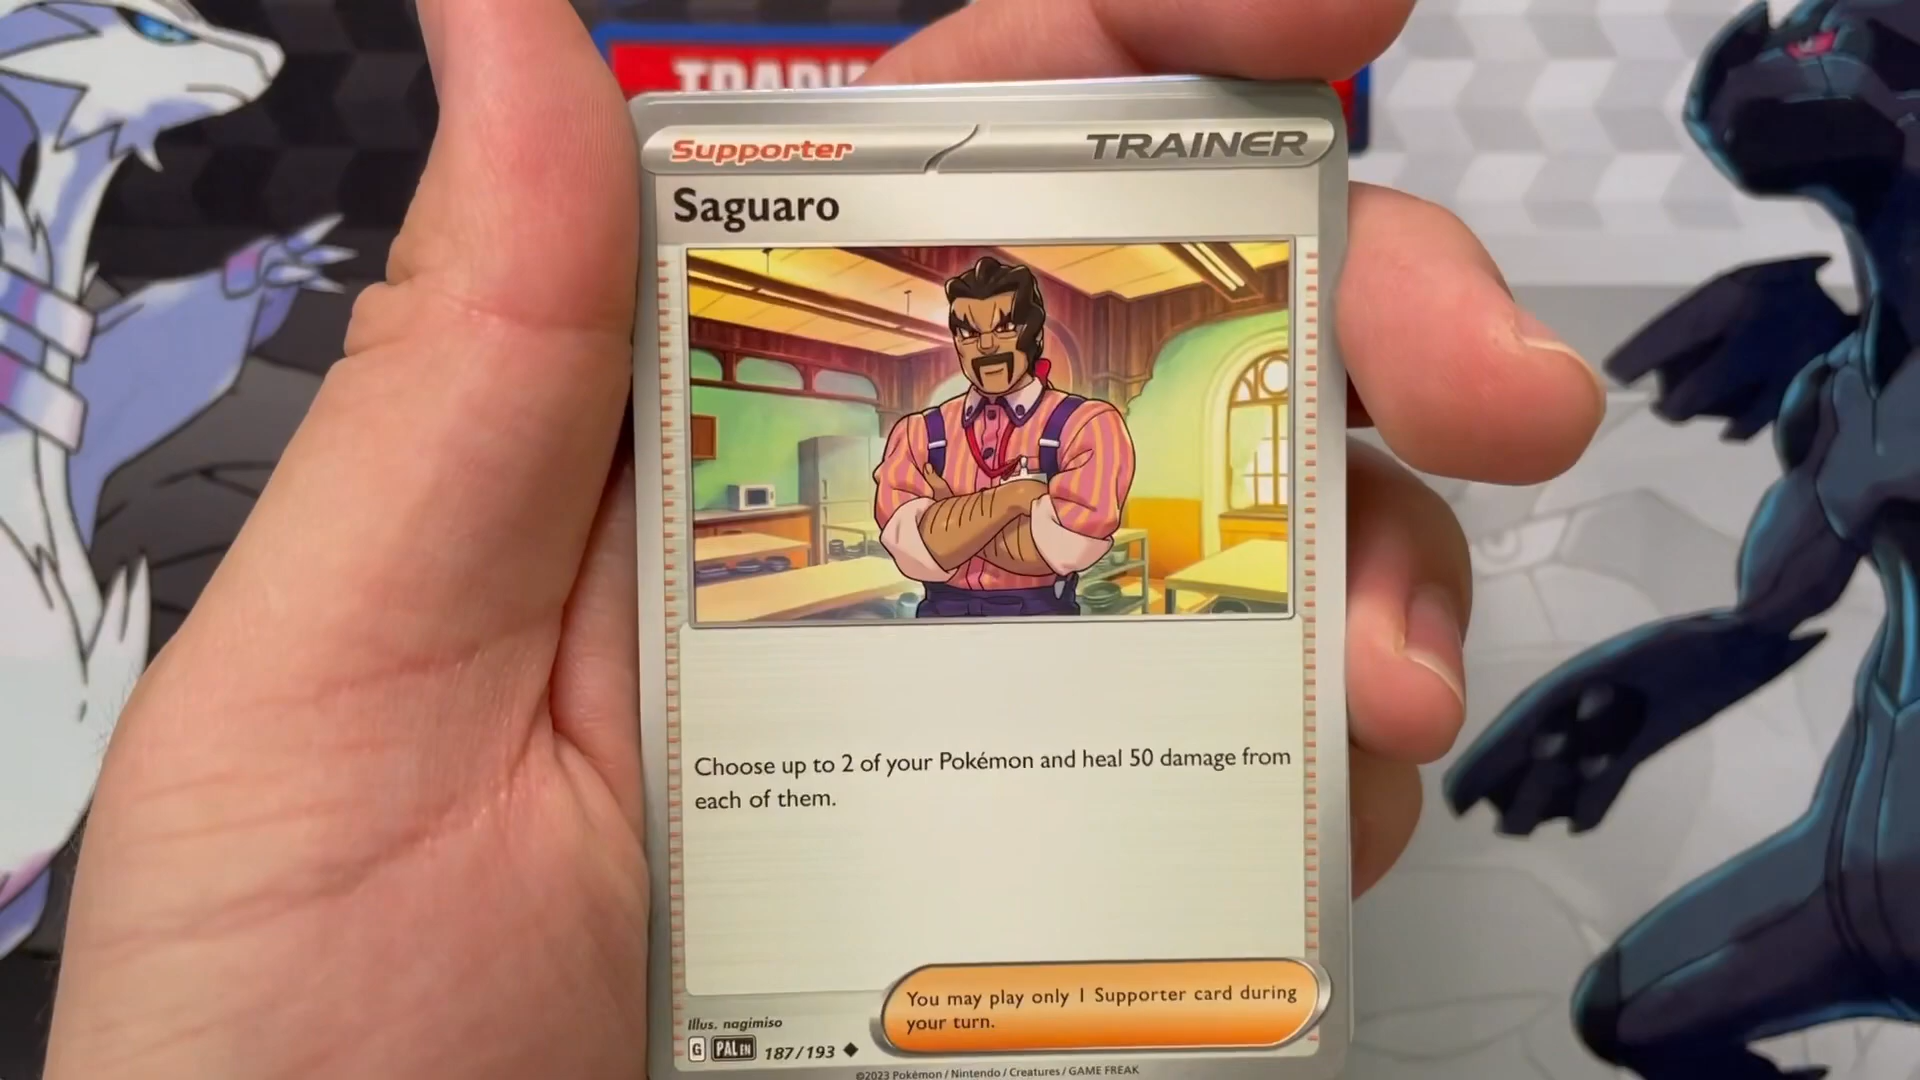 Supporter
TRAINER
Saguaro
Choose up to 2 of your Pokémon and heal 50 damage from
each of them.
You may play only 1 Supporter card during
your turn.
Illus. nagimiso
G PAL EN 187/193
©2023 Pokémon / Nintendo / Creatures / GAME FREAK